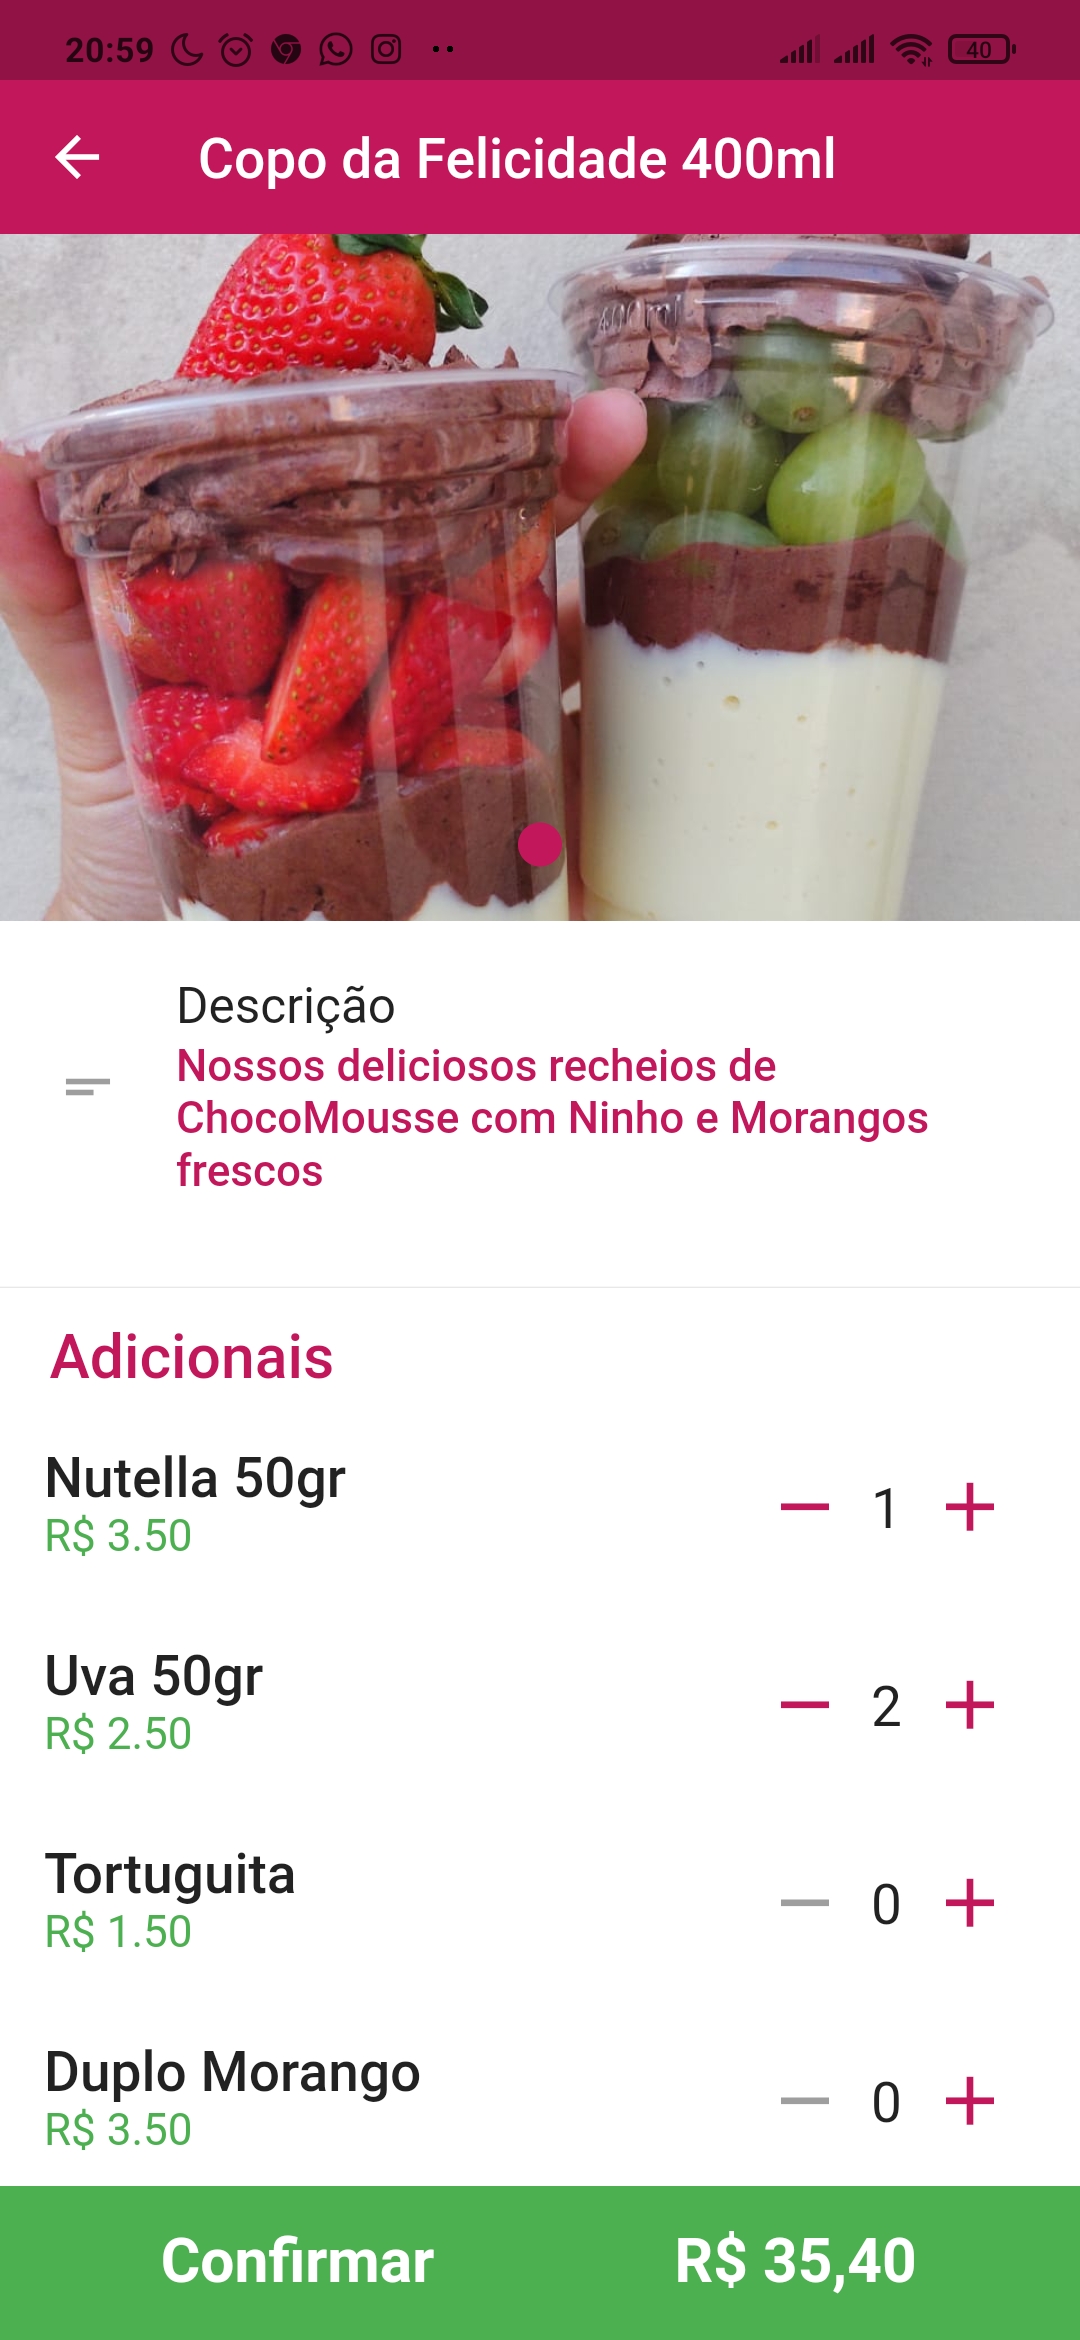 20:59
40
Copo da Felicidade 400ml
400ml
Descrição
Nossos deliciosos recheios de
ChocoMousse com Ninho e Morangos
frescos
Adicionais
Nutella 50gr
R$ 3.50
1
Uva 50gr
R$ 2.50
2
Tortuguita
R$ 1.50
0
Duplo Morango
R$ 3.50
0
Confirmar R$ 35,40